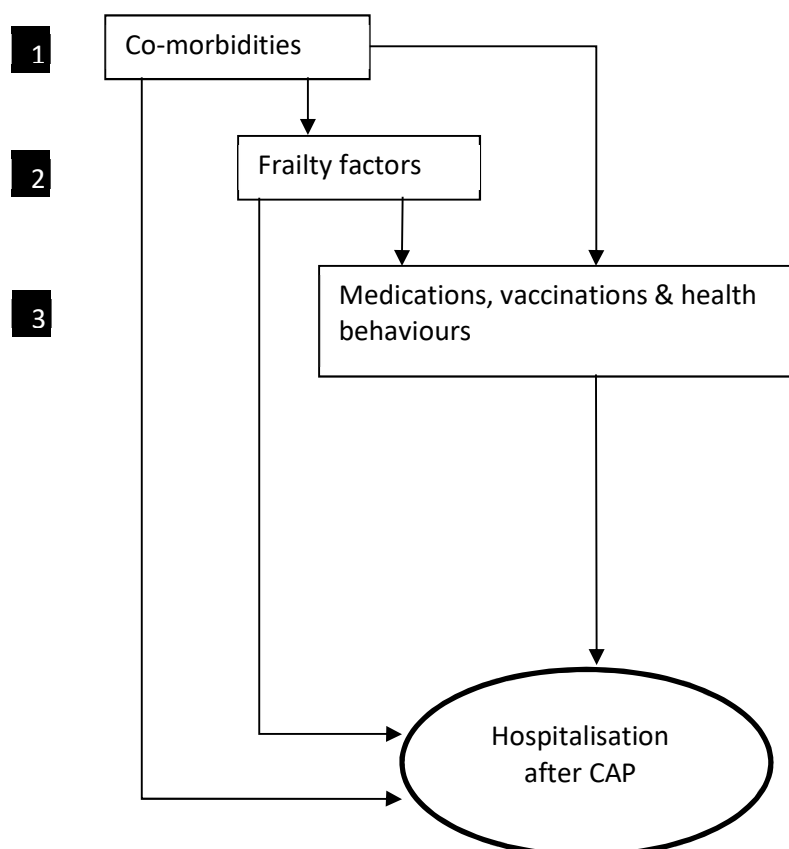 1
Co-morbidities
2
Frailty factors
3
Medications, vaccinations & health
behaviours
Hospitalisation
after CAP